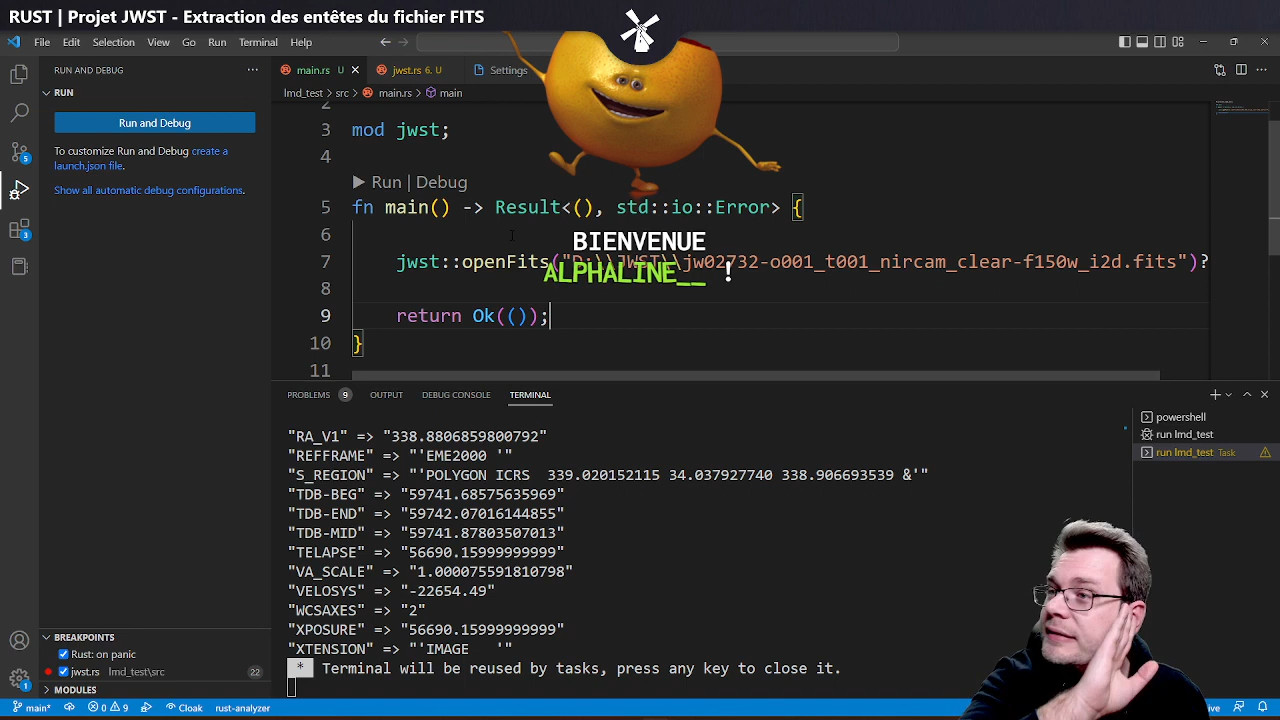 RUST | Projet JWST - Extraction des entêtes du fichier FITS
File Edit Selection View Go Run Terminal Help
RUN AND DEBUG
main.rs U
jwst.rs 6, U
Settings
RUN
lmd_test > src > main.rs > main
Run and Debug
To customize Run and Debug create a
launch.json file.
Show all automatic debug configurations.
2
3 mod jwst;
4
Run | Debug
5 fn main() -> Result<(), std::io::Error> {
6
BIENVENUE
7 jwst::openFits("D:\\JWST\\jw02732-o001_t001_nircam_clear-f150w_i2d.fits")?
ALPHALINE__ !
8
9 return Ok(());
10 }
11
PROBLEMS 9 OUTPUT DEBUG CONSOLE TERMINAL
"RA_V1" => "338.8806859800792"
"REFFRAME" => "'EME2000 '"
"S_REGION" => "'POLYGON ICRS  339.020152115 34.037927740 338.906693539 &'"
"TDB-BEG" => "59741.68575635969"
"TDB-END" => "59742.07016144855"
"TDB-MID" => "59741.87803507013"
"TELAPSE" => "56690.15999999999"
"VA_SCALE" => "1.000075591810798"
"VELOSYS" => "-22654.49"
"WCSAXES" => "2"
"XPOSURE" => "56690.15999999999"
"XTENSION" => "'IMAGE   '"
* Terminal will be reused by tasks, press any key to close it.
powershell
run lmd_test
run lmd_test Task
BREAKPOINTS
Rust: on panic
jwst.rs lmd_test\src 22
MODULES
5
3
1
main* 0 9 Cloak rust-analyzer